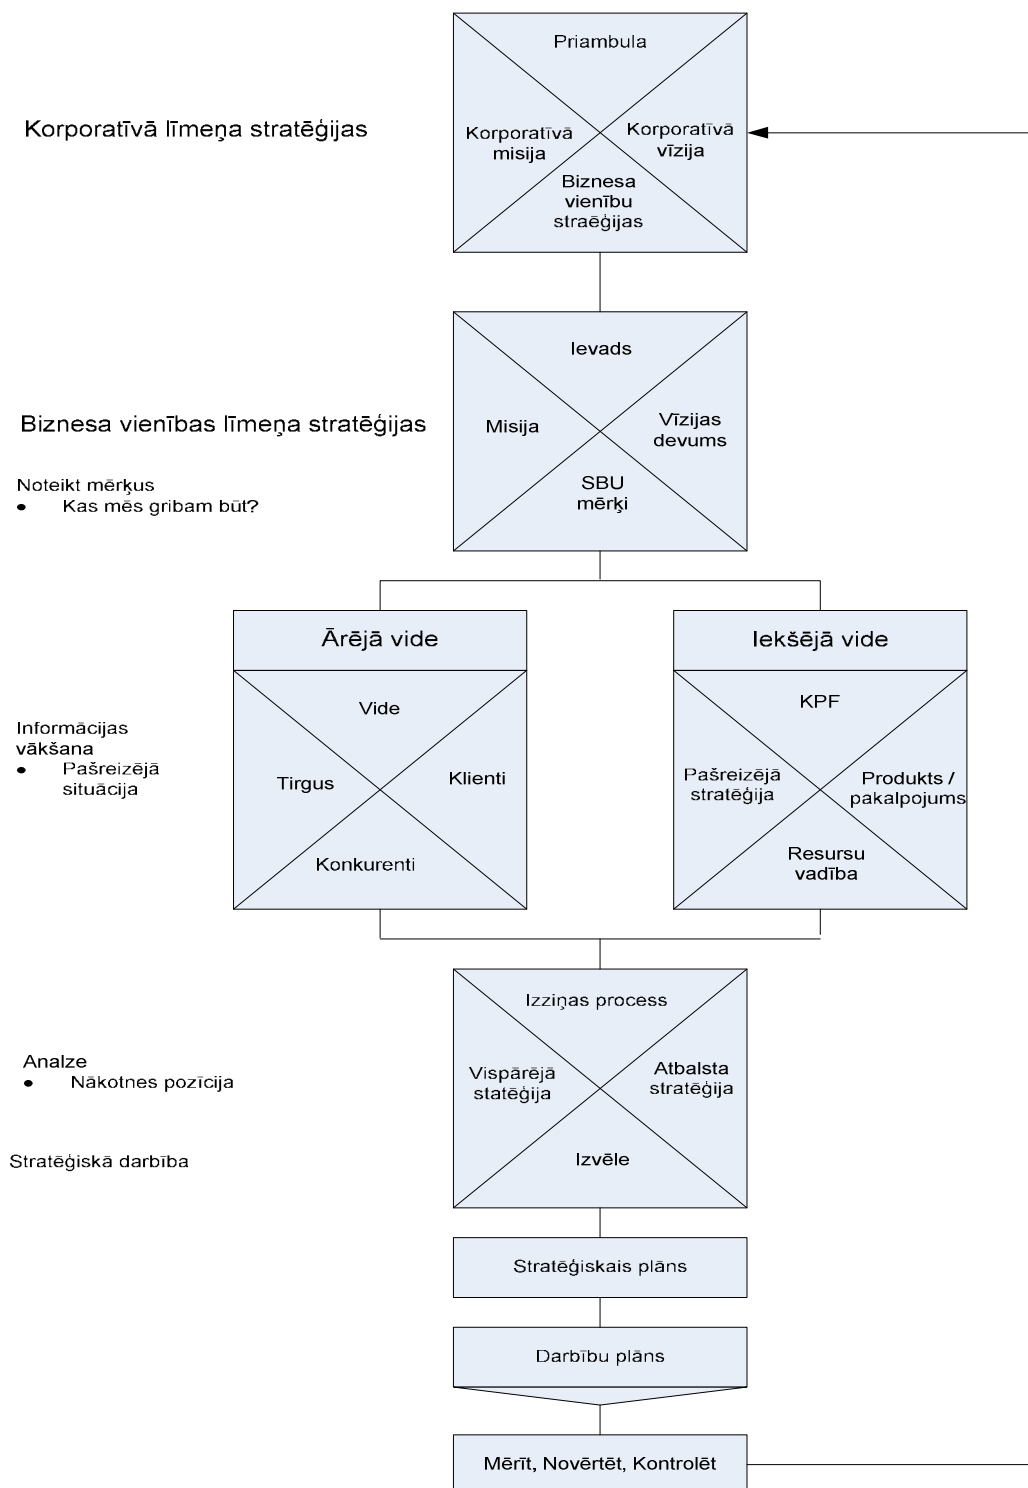 Priambula
Korporatīvā līmeņa stratēģijas
Korporatīvā
misija
Korporatīvā
vīzija
Biznesa
vienību
straēģijas
Ievads
Biznesa vienības līmeņa stratēģijas
Misija
Vīzijas
devums
SBU
mērķi
Noteikt mērķus
• Kas mēs gribam būt?
Ārējā vide
Iekšējā vide
Vide
Tirgus
Klienti
Konkurenti
KPF
Pašreizējā
stratēģija
Produkts /
pakalpojums
Resursu
vadība
Informācijas
vākšana
• Pašreizējā
situācija
Izziņas process
Vispārējā
statēģija
Atbalsta
stratēģija
Izvēle
Analze
• Nākotnes pozīcija
Stratēģiskā darbība
Stratēģiskais plāns
Darbību plāns
Mērīt, Novērtēt, Kontrolēt